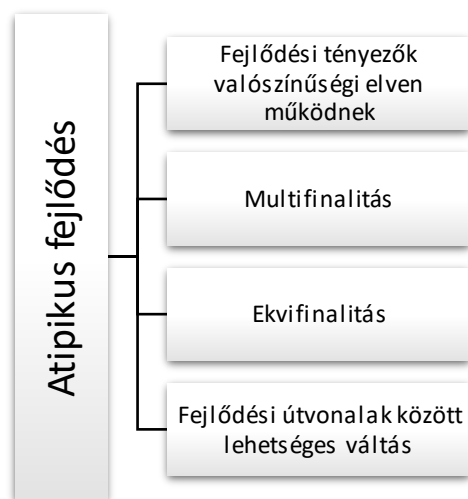 Atipikus fejlődés
Fejlődési tényezők
valószínűségi elven
működnek
Multifinalitás
Ekvifinalitás
Fejlődési útvonalak között
lehetséges váltás